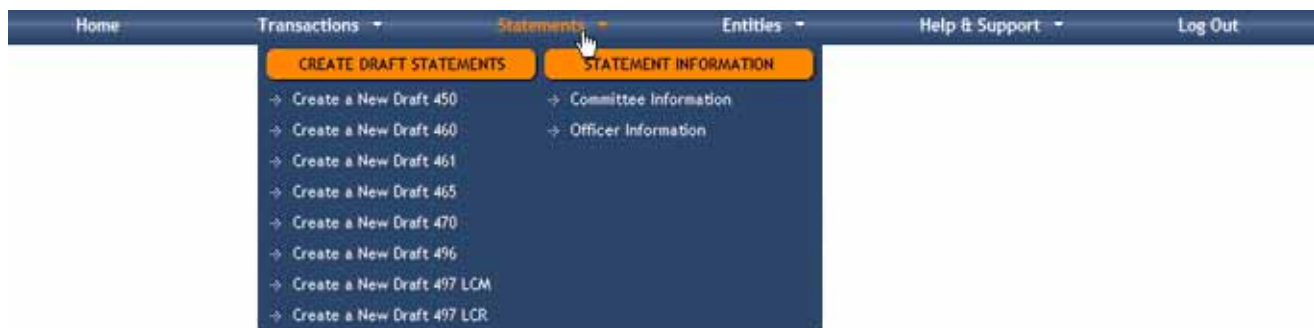 Home Transactions Statements Entities Help & Support Log Out
CREATE DRAFT STATEMENTS
Create a New Draft 450
Create a New Draft 460
Create a New Draft 461
Create a New Draft 465
Create a New Draft 470
Create a New Draft 496
Create a New Draft 497 LCM
Create a New Draft 497 LCR
STATEMENT INFORMATION
Committee Information
Officer Information